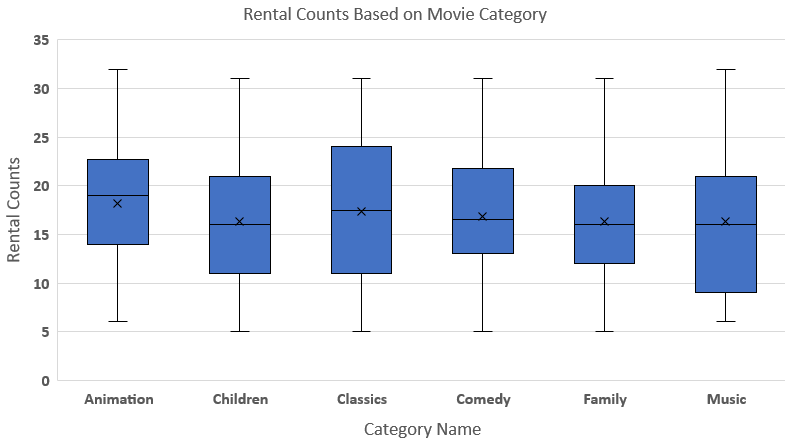 Rental Counts Based on Movie Category
35
30
25
20
15
10
5
0
Rental Counts
Animation Children Classics Comedy Family Music
Category Name